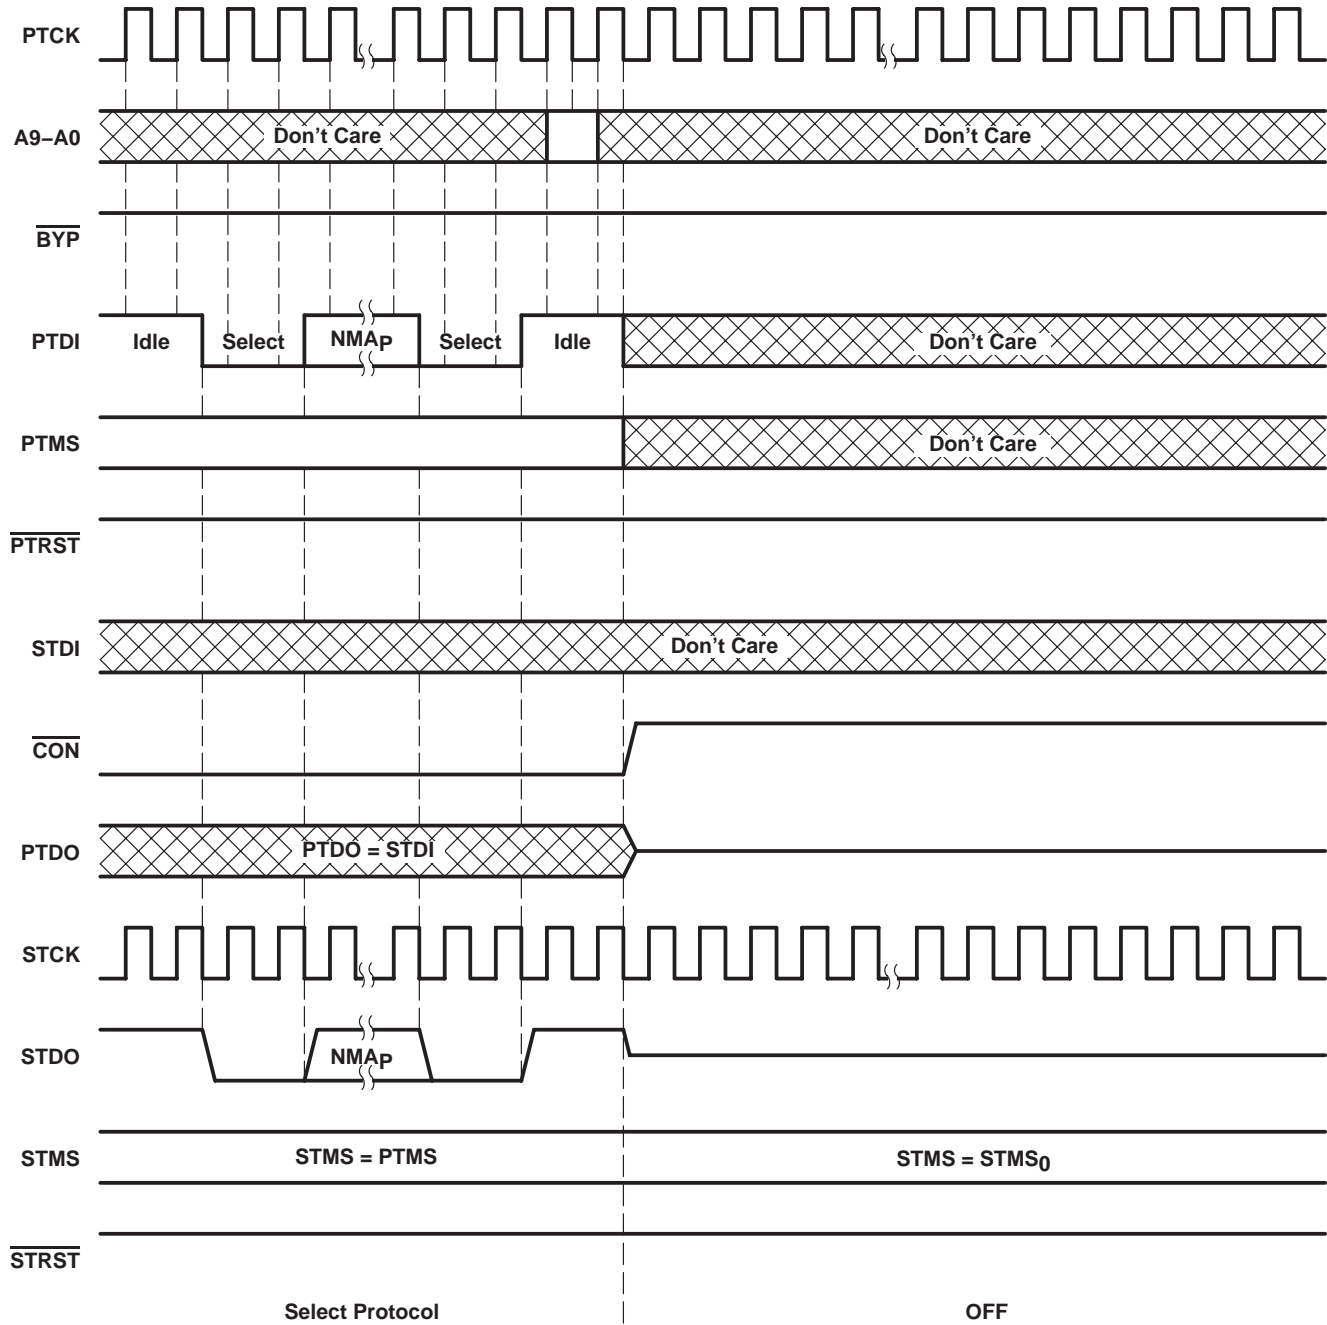 PTCK
A9–A0 Don't Care Don't Care
BYP
PTDI Idle Select NMAP Select Idle Don't Care
PTMS Don't Care
PTRST
STDI Don't Care
CON
PTDO PTDO = STDI
STCK
STDO NMAP
STMS STMS = PTMS STMS = STMS0
STRST
Select Protocol OFF